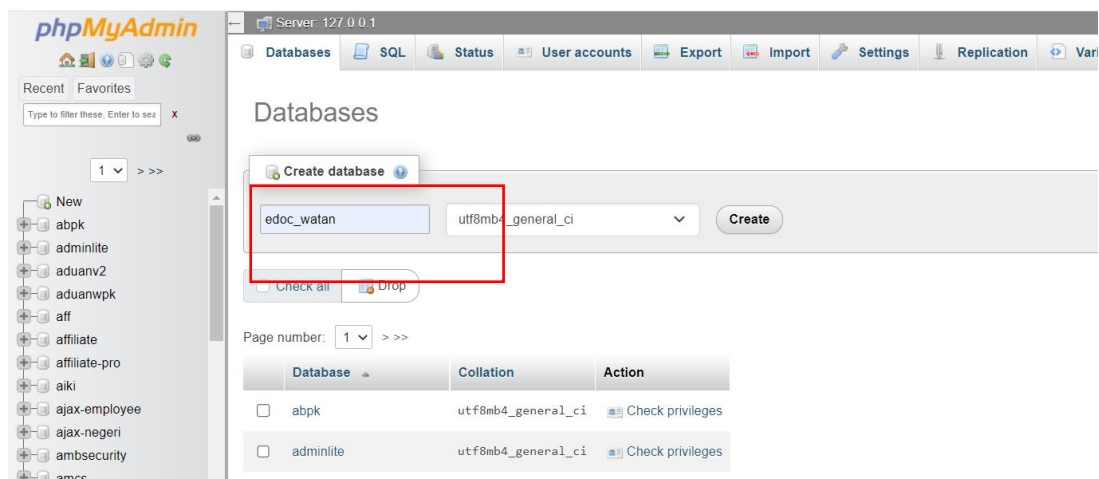 phpMyAdmin
Recent Favorites
Type to filter these, Enter to sea X
1 > >>
New
abpk
adminlite
aduanv2
aduanwpk
aff
affiliate
affiliate-pro
aiki
ajax-employee
ajax-negeri
ambsecurity
amcs
Server: 127.0.0.1
Databases SQL Status User accounts Export Import Settings Replication Vari
Databases
Create database
edoc_watan utf8mb4_general_ci Create
Check all Drop
Page number: 1 > >>
Database Collation Action
abpk utf8mb4_general_ci Check privileges
adminlite utf8mb4_general_ci Check privileges